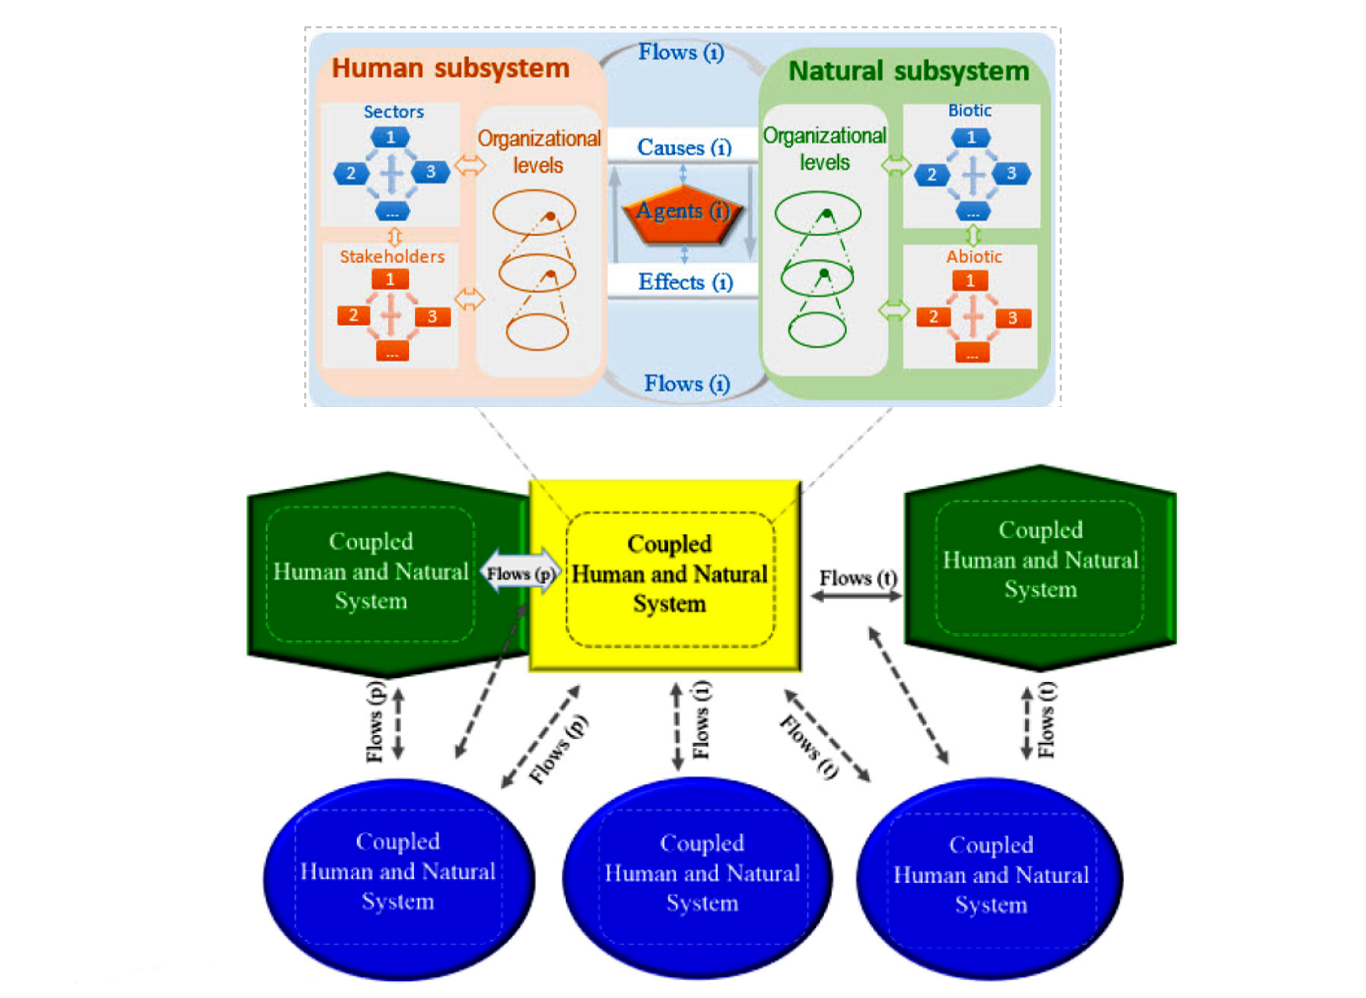 Flows (i)
Human subsystem
Natural subsystem
Sectors
1
2
3
...
Organizational
levels
Stakeholders
1
2
3
...
Causes (i)
Agents (i)
Effects (i)
Organizational
levels
Biotic
1
2
3
...
Abiotic
1
2
3
...
Flows (i)
Coupled
Human and Natural
System
Flows (p)
Coupled
Human and Natural
System
Flows (t)
Coupled
Human and Natural
System
Flows (p)
Flows (p)
Flows (i)
Flows (t)
Flows (t)
Coupled
Human and Natural
System
Coupled
Human and Natural
System
Coupled
Human and Natural
System